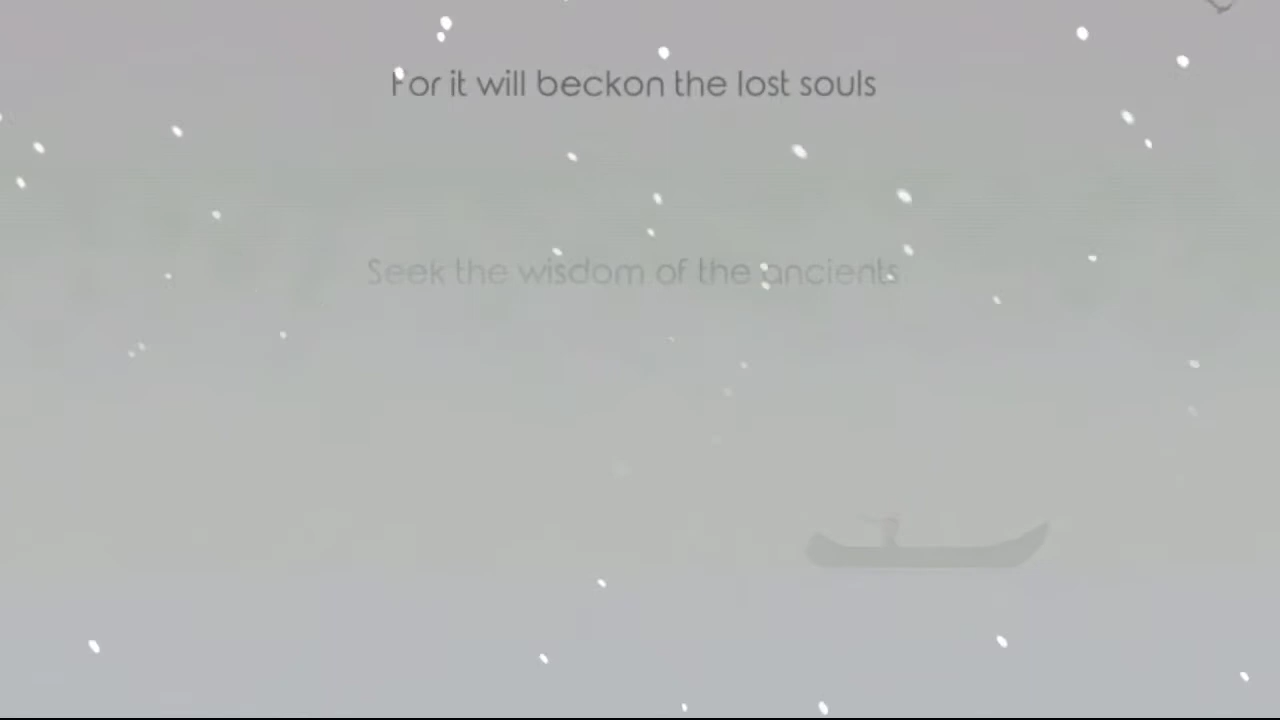 For it will beckon the lost souls
Seek the wisdom of the ancients